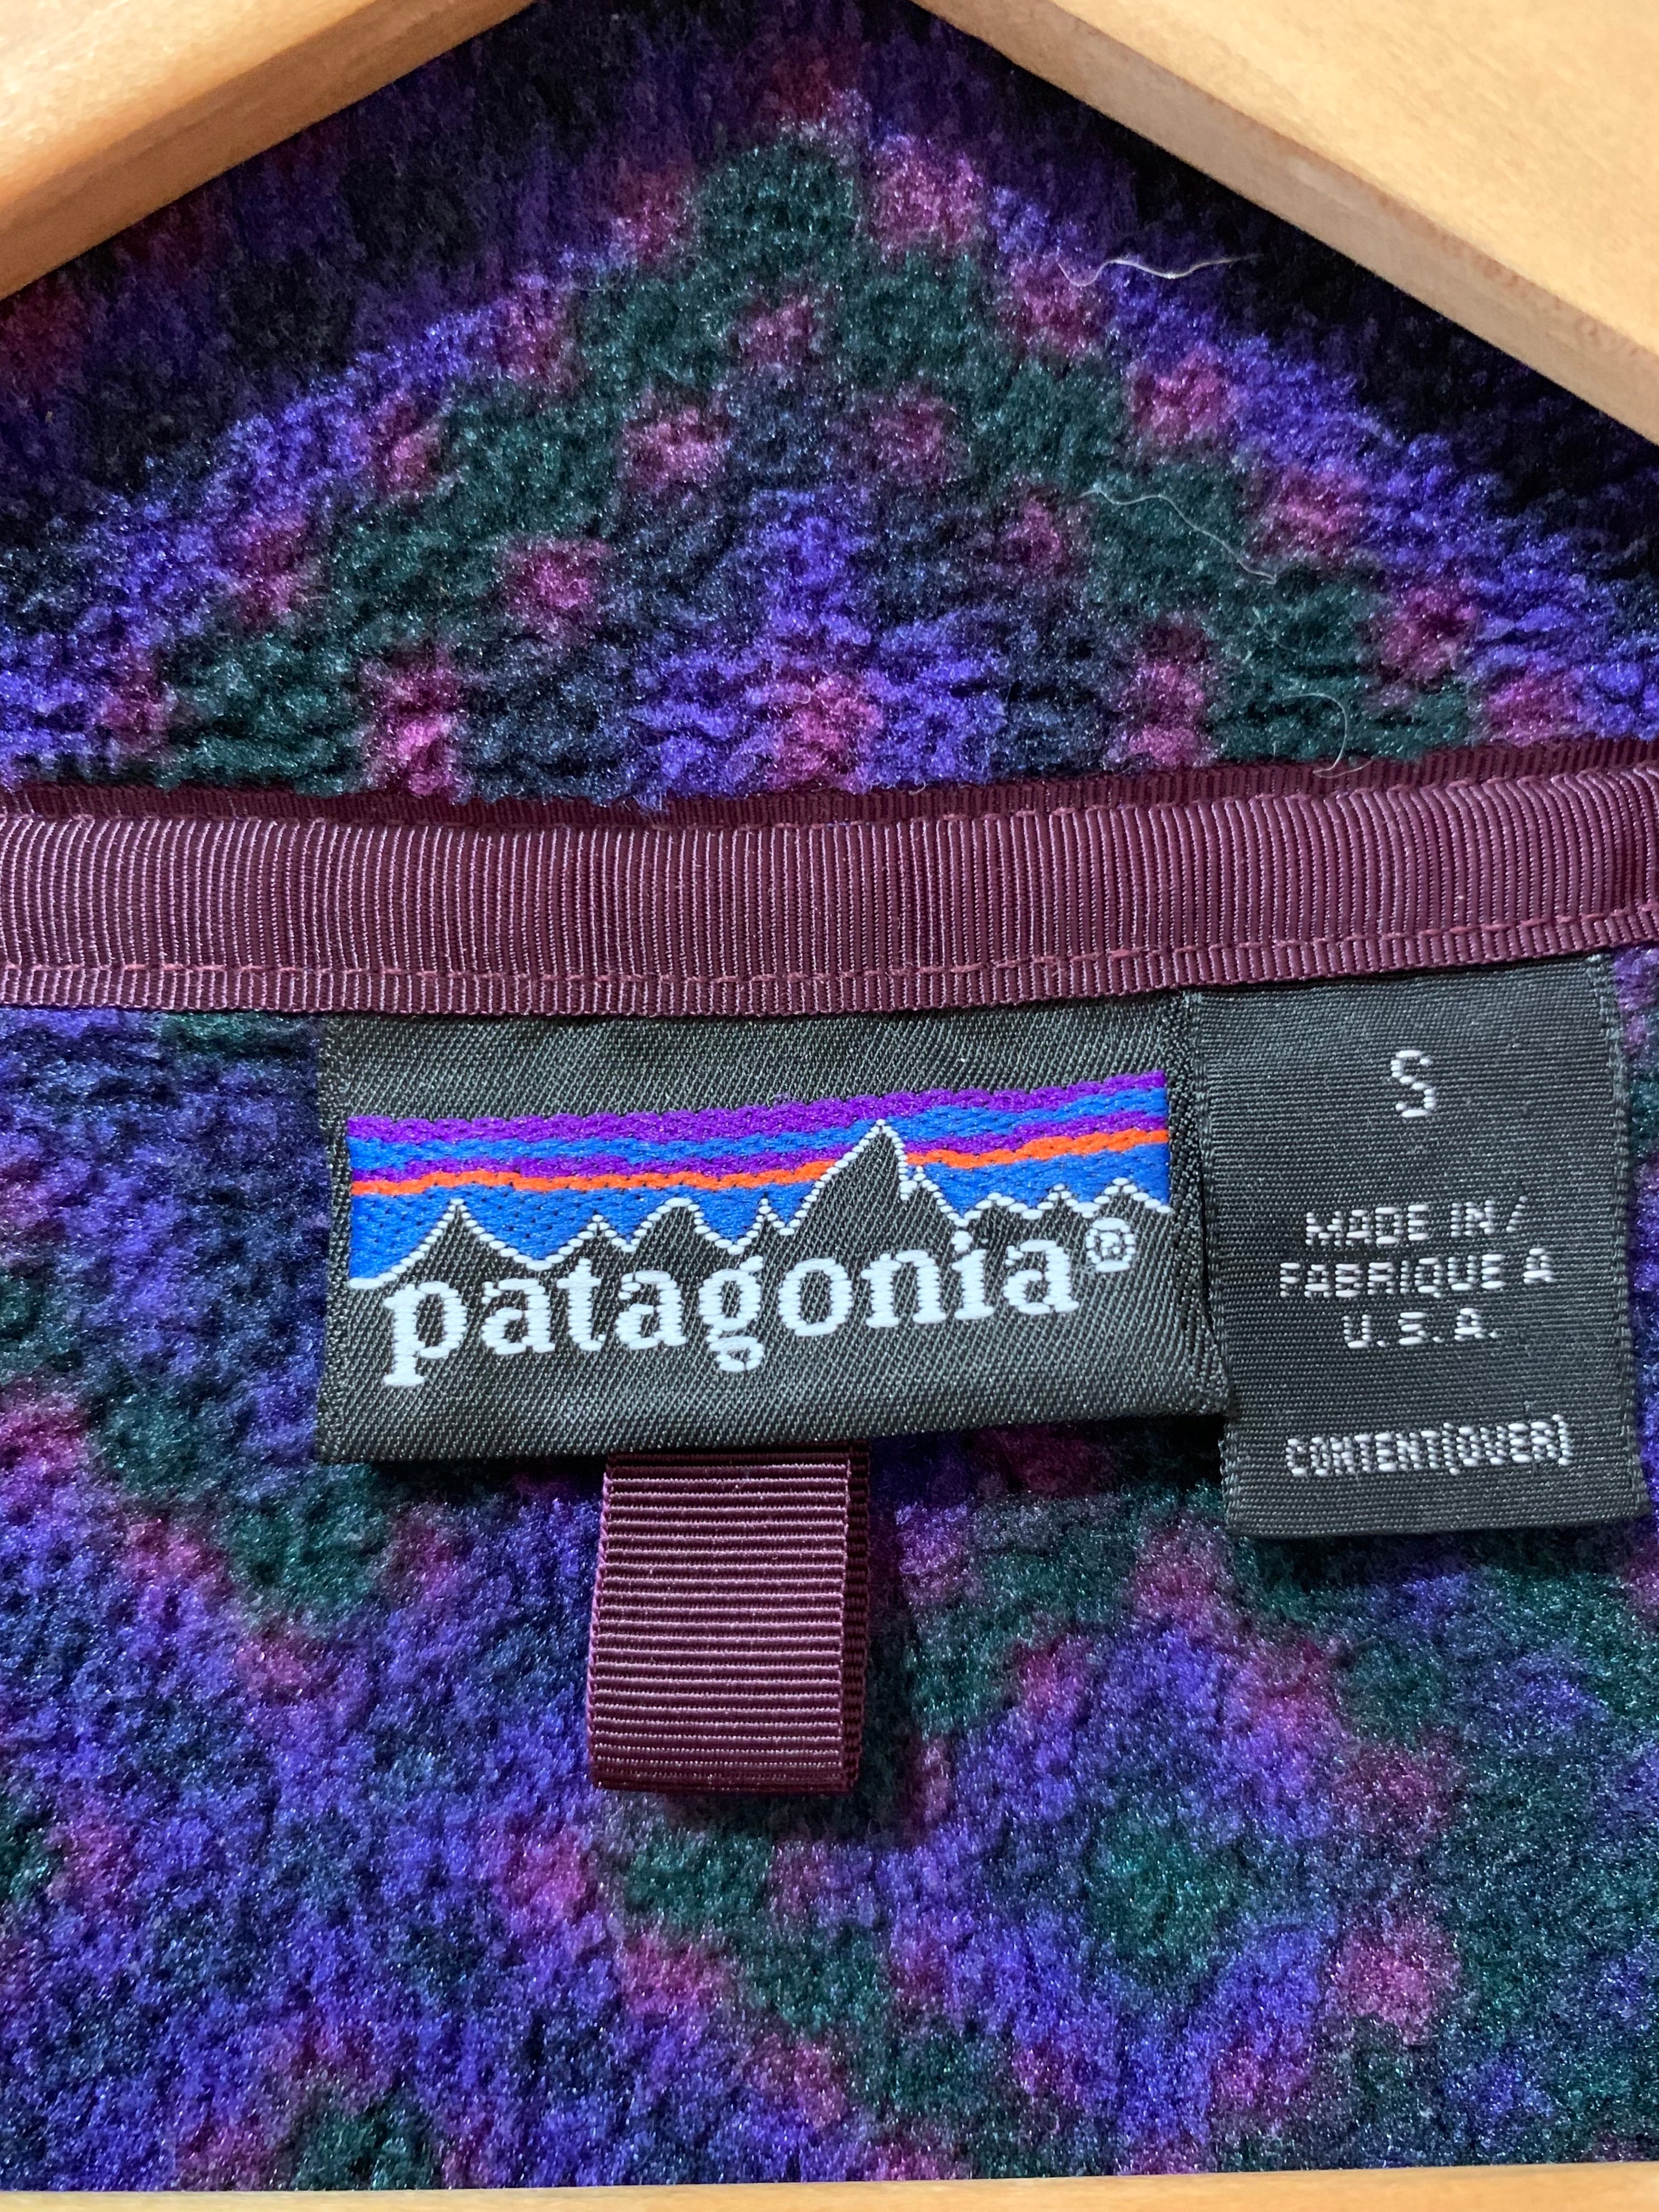 patagonia®
S
MADE IN/
FABRIQUE A
U.S.A.
CONTENT(OVER)